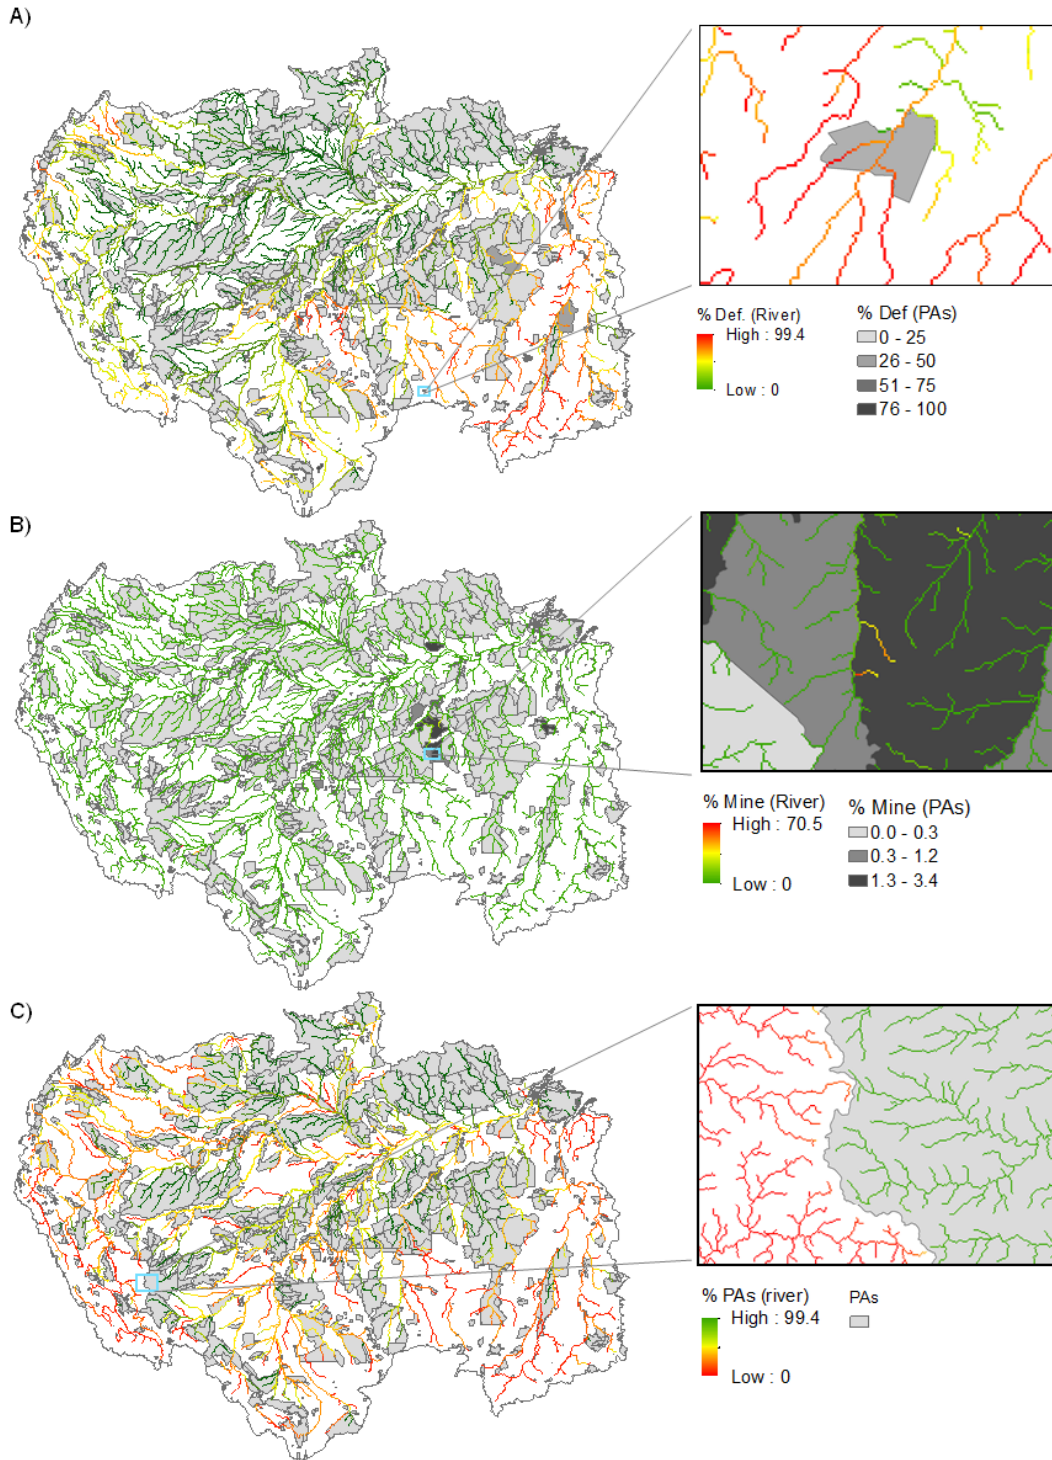 A)
% Def. (River)
High : 99.4
Low : 0
% Def (PAs)
0 - 25
26 - 50
51 - 75
76 - 100
B)
% Mine (River)
High : 70.5
Low : 0
% Mine (PAs)
0.0 - 0.3
0.3 - 1.2
1.3 - 3.4
C)
% PAs (river)
High : 99.4
Low : 0
PAs